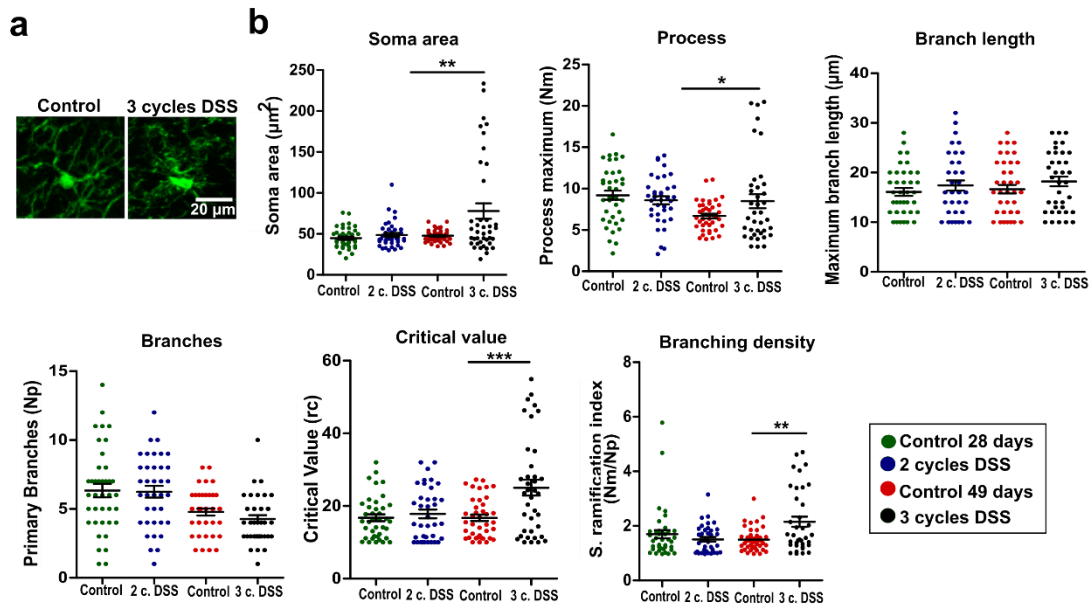 a
Control
3 cycles DSS
20 µm
b
Soma area
Soma area (µm²)
250
200
150
100
50
0
**
Control
2 c. DSS
Control
3 c. DSS
Process
Process maximum (Nm)
25
20
15
10
5
0
*
Control
2 c. DSS
Control
3 c. DSS
Branch length
Maximum branch length (µm)
40
30
20
10
0
Control
2 c. DSS
Control
3 c. DSS
Branches
Primary Branches (Np)
15
10
5
0
Control
2 c. DSS
Control
3 c. DSS
Critical value
Critical Value (rc)
60
40
20
0
***
Control
2 c. DSS
Control
3 c. DSS
Branching density
S. ramification index
(Nm/Np)
8
6
4
2
0
**
Control
2 c. DSS
Control
3 c. DSS
Control 28 days
2 cycles DSS
Control 49 days
3 cycles DSS